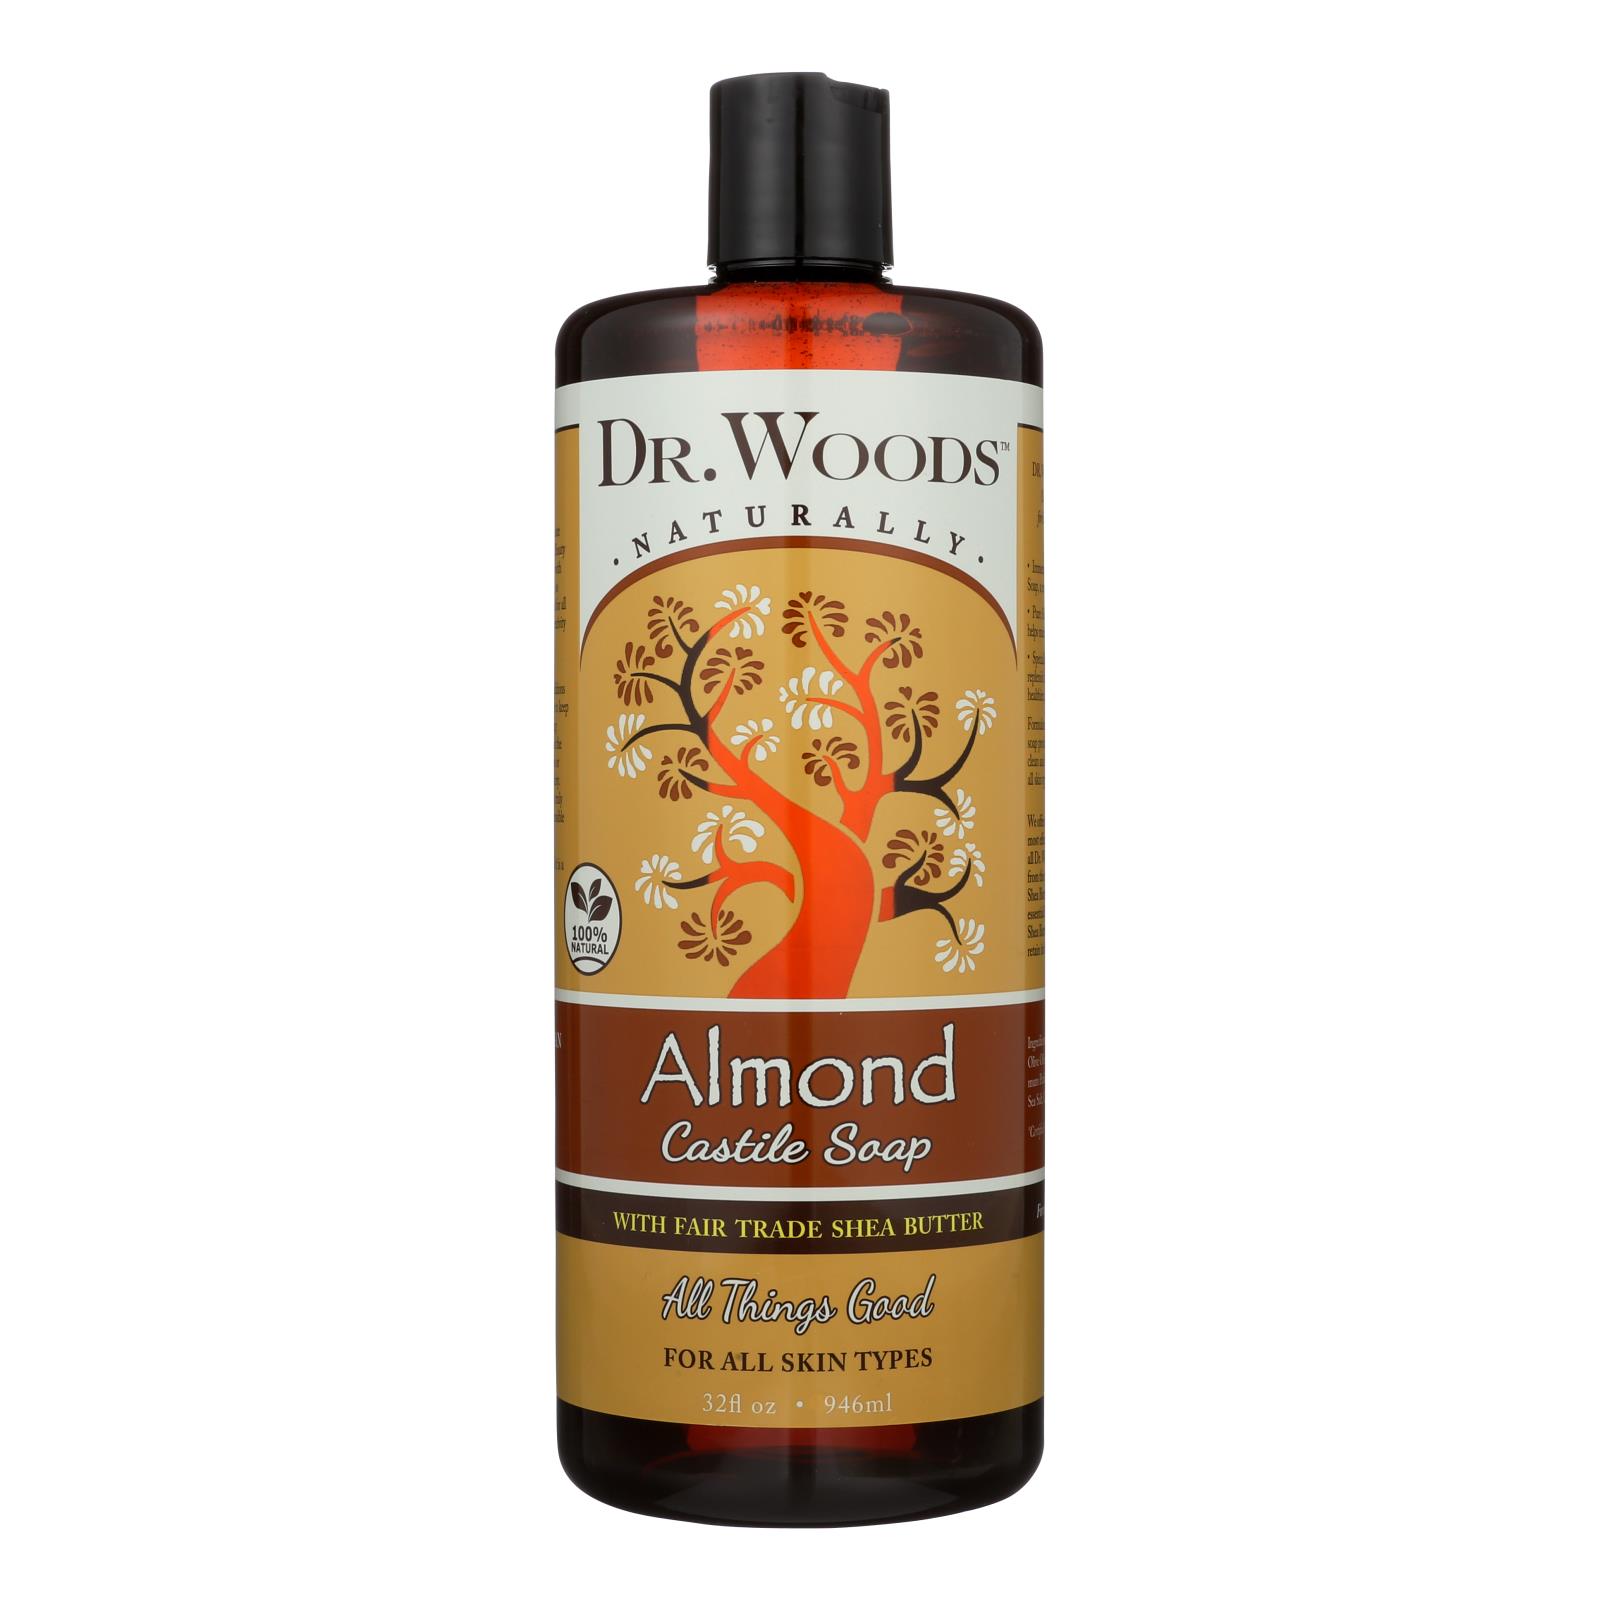 DR. WOODS™
• NATURALLY •
100%
NATURAL
Almond
Castile Soap
WITH FAIR TRADE SHEA BUTTER
All Things Good
FOR ALL SKIN TYPES
32fl oz • 946ml